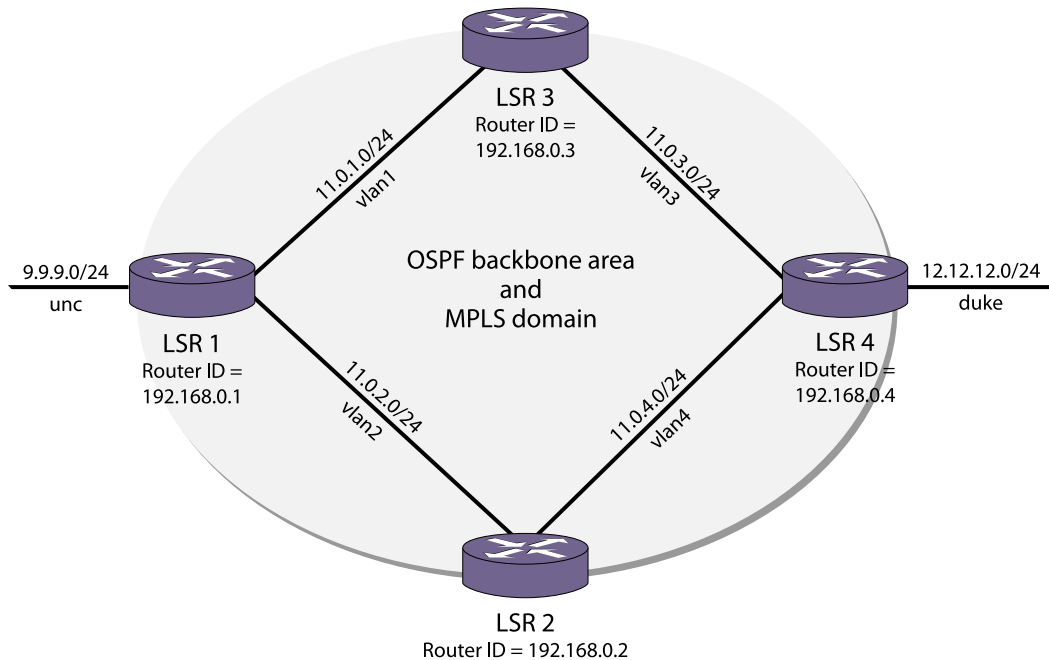 LSR 3
Router ID =
192.168.0.3
11.0.1.0/24
vlan1
11.0.3.0/24
vlan3
9.9.9.0/24
unc
OSPF backbone area
and
MPLS domain
12.12.12.0/24
duke
LSR 1
Router ID =
192.168.0.1
LSR 4
Router ID =
192.168.0.4
11.0.2.0/24
vlan2
11.0.4.0/24
vlan4
LSR 2
Router ID = 192.168.0.2